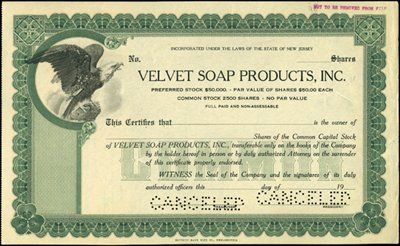 NOT TO BE REMOVED FROM
INCORPORATED UNDER THE LAWS OF THE STATE OF NEW JERSEY
No. Shares
VELVET SOAP PRODUCTS, INC.
PREFERRED STOCK $50,000. - PAR VALUE OF SHARES $50.00 EACH
COMMON STOCK 2500 SHARES - NO PAR VALUE
FULL PAID AND NON-ASSESSABLE
This Certifies that is the owner of
Shares of the Common Capital Stock
of VELVET SOAP PRODUCTS, INC., transferable only on the books of the Company
by the holder hereof in person or by duly authorized Attorney on the surrender
of this certificate properly endorsed.
WITNESS the Seal of the Company and the signatures of its duly
authorized officers this day of 19
CANCELED CANCELED
PRESIDENT